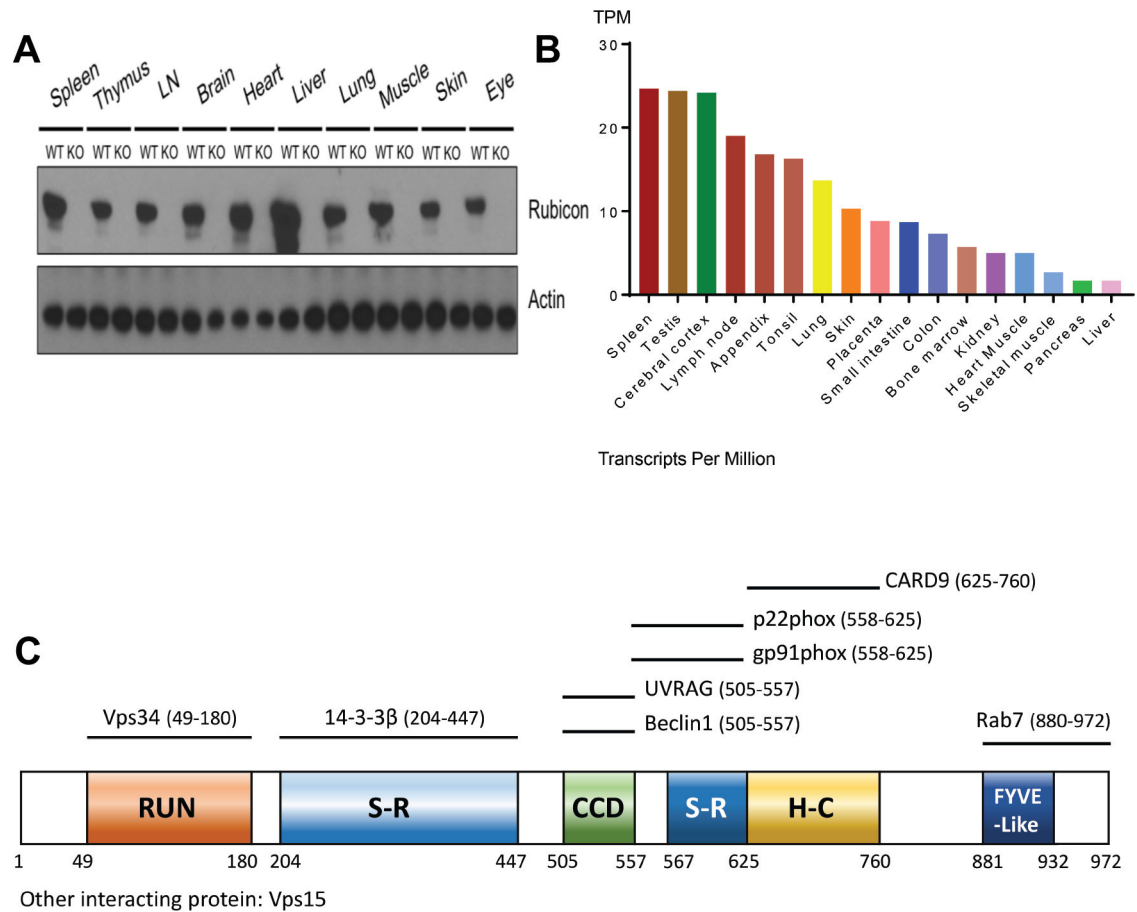 A
Spleen Thymus LN Brain Heart Liver Lung Muscle Skin Eye
WT KO WT KO WT KO WT KO WT KO WT KO WT KO WT KO WT KO WT KO
Rubicon
Actin
B
TPM
30
20
10
0
Spleen
Testis
Cerebral cortex
Lymph node
Appendix
Tonsil
Lung
Skin
Placenta
Small intestine
Colon
Bone marrow
Kidney
Heart Muscle
Skeletal muscle
Pancreas
Liver
Transcripts Per Million
C
CARD9 (625-760)
p22phox (558-625)
gp91phox (558-625)
UVRAG (505-557)
Vps34 (49-180) 14-3-3β (204-447) Beclin1 (505-557) Rab7 (880-972)
RUN S-R CCD S-R H-C FYVE
-Like
1 49 180 204 447 505 557 567 625 760 881 932 972
Other interacting protein: Vps15